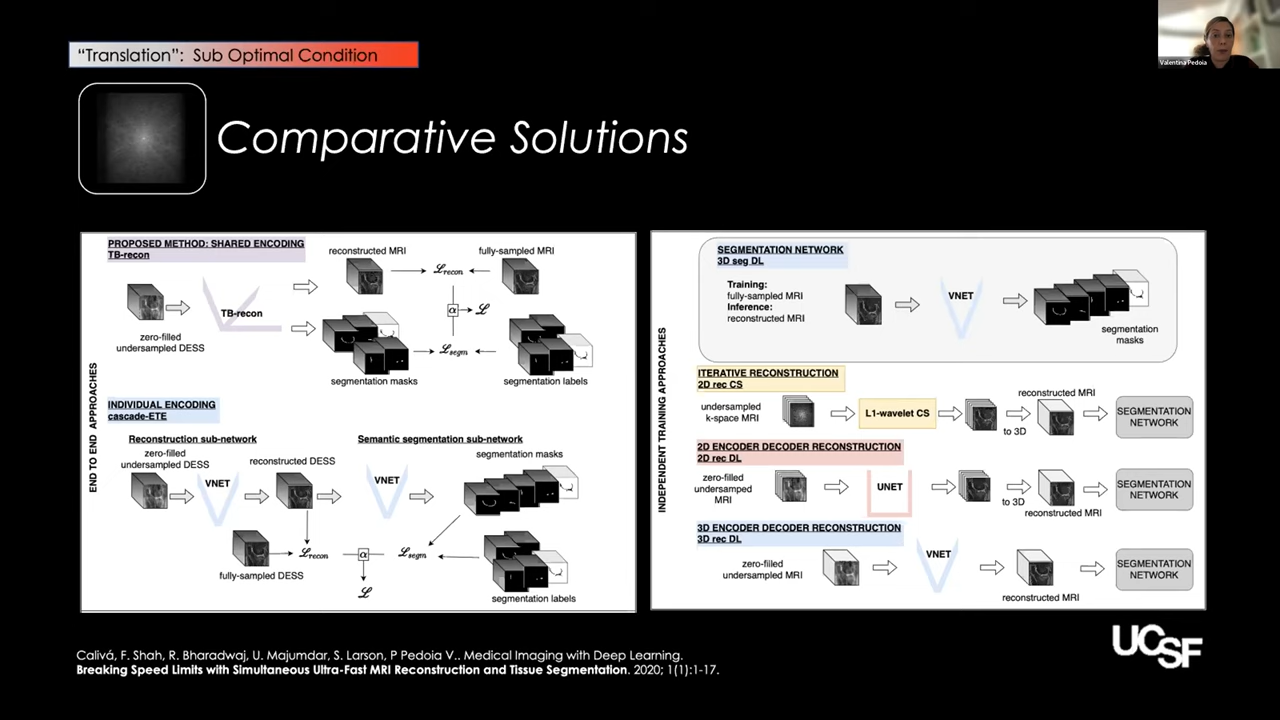 "Translation": Sub Optimal Condition
Valentina Pedoia
Comparative Solutions
END TO END APPROACHES
PROPOSED METHOD: SHARED ENCODING
TB-recon
zero-filled
undersampled DESS
TB-recon
reconstructed MRI
fully-sampled MRI
ℒrecon
α
ℒ
ℒsegm
segmentation masks
segmentation labels
INDIVIDUAL ENCODING
cascade-ETE
Reconstruction sub-network
Semantic segmentation sub-network
zero-filled
undersampled DESS
VNET
reconstructed DESS
VNET
segmentation masks
fully-sampled DESS
ℒrecon
α
ℒsegm
ℒ
segmentation labels
INDEPENDENT TRAINING APPROACHES
SEGMENTATION NETWORK
3D seg DL
Training:
fully-sampled MRI
Inference:
reconstructed MRI
VNET
segmentation
masks
ITERATIVE RECONSTRUCTION
2D rec CS
undersampled
k-space MRI
L1-wavelet CS
to 3D
reconstructed MRI
SEGMENTATION
NETWORK
2D ENCODER DECODER RECONSTRUCTION
2D rec DL
zero-filled
undersamped
MRI
UNET
to 3D
reconstructed MRI
SEGMENTATION
NETWORK
3D ENCODER DECODER RECONSTRUCTION
3D rec DL
zero-filled
undersampled MRI
VNET
reconstructed MRI
SEGMENTATION
NETWORK
Calivá, F. Shah, R. Bharadwaj, U. Majumdar, S. Larson, P Pedoia V.. Medical Imaging with Deep Learning.
Breaking Speed Limits with Simultaneous Ultra-Fast MRI Reconstruction and Tissue Segmentation. 2020; 1(1):1-17.
UCSF